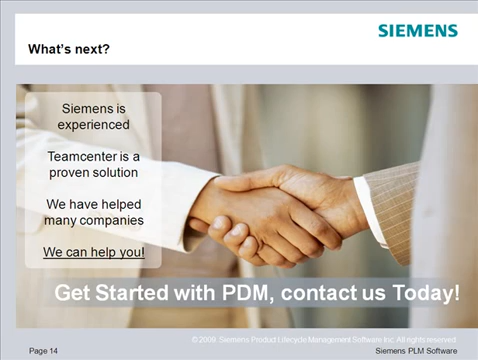 SIEMENS
What's next?
Siemens is
experienced
Teamcenter is a
proven solution
We have helped
many companies
We can help you!
Get Started with PDM, contact us Today!
© 2009. Siemens Product Lifecycle Management Software Inc. All rights reserved
Page 14
Siemens PLM Software